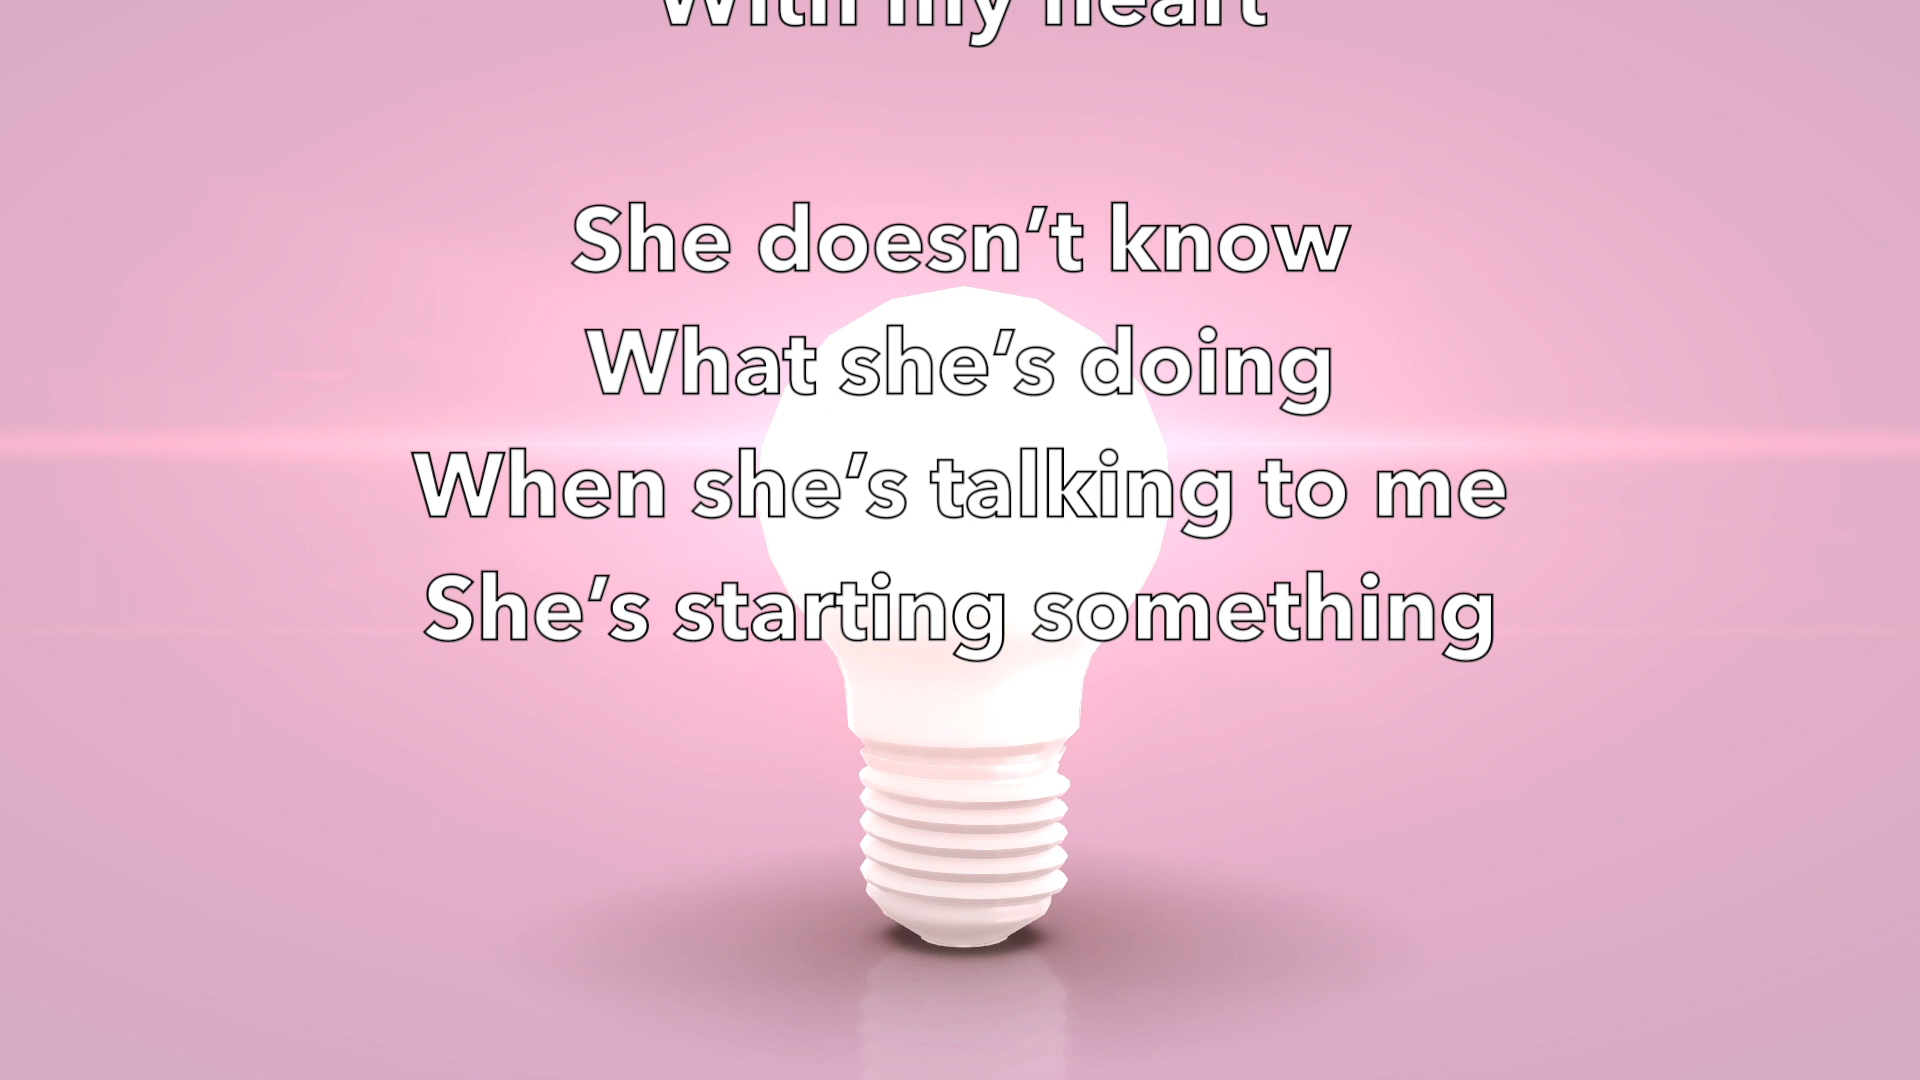 With my heart
She doesn’t know
What she’s doing
When she’s talking to me
She’s starting something